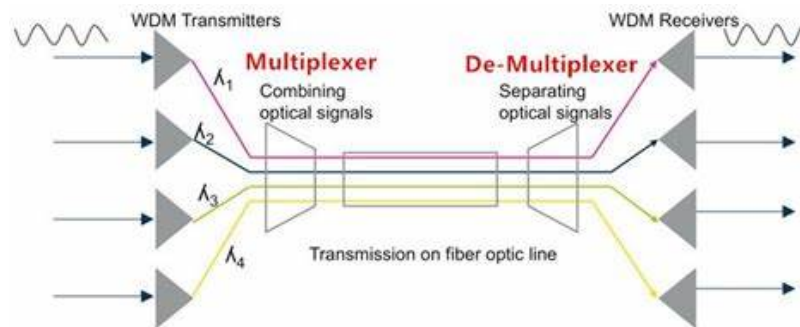 WDM Transmitters
WDM Receivers
Multiplexer
De-Multiplexer
Combining
optical signals
Separating
optical signals
λ1
λ2
λ3
λ4
Transmission on fiber optic line